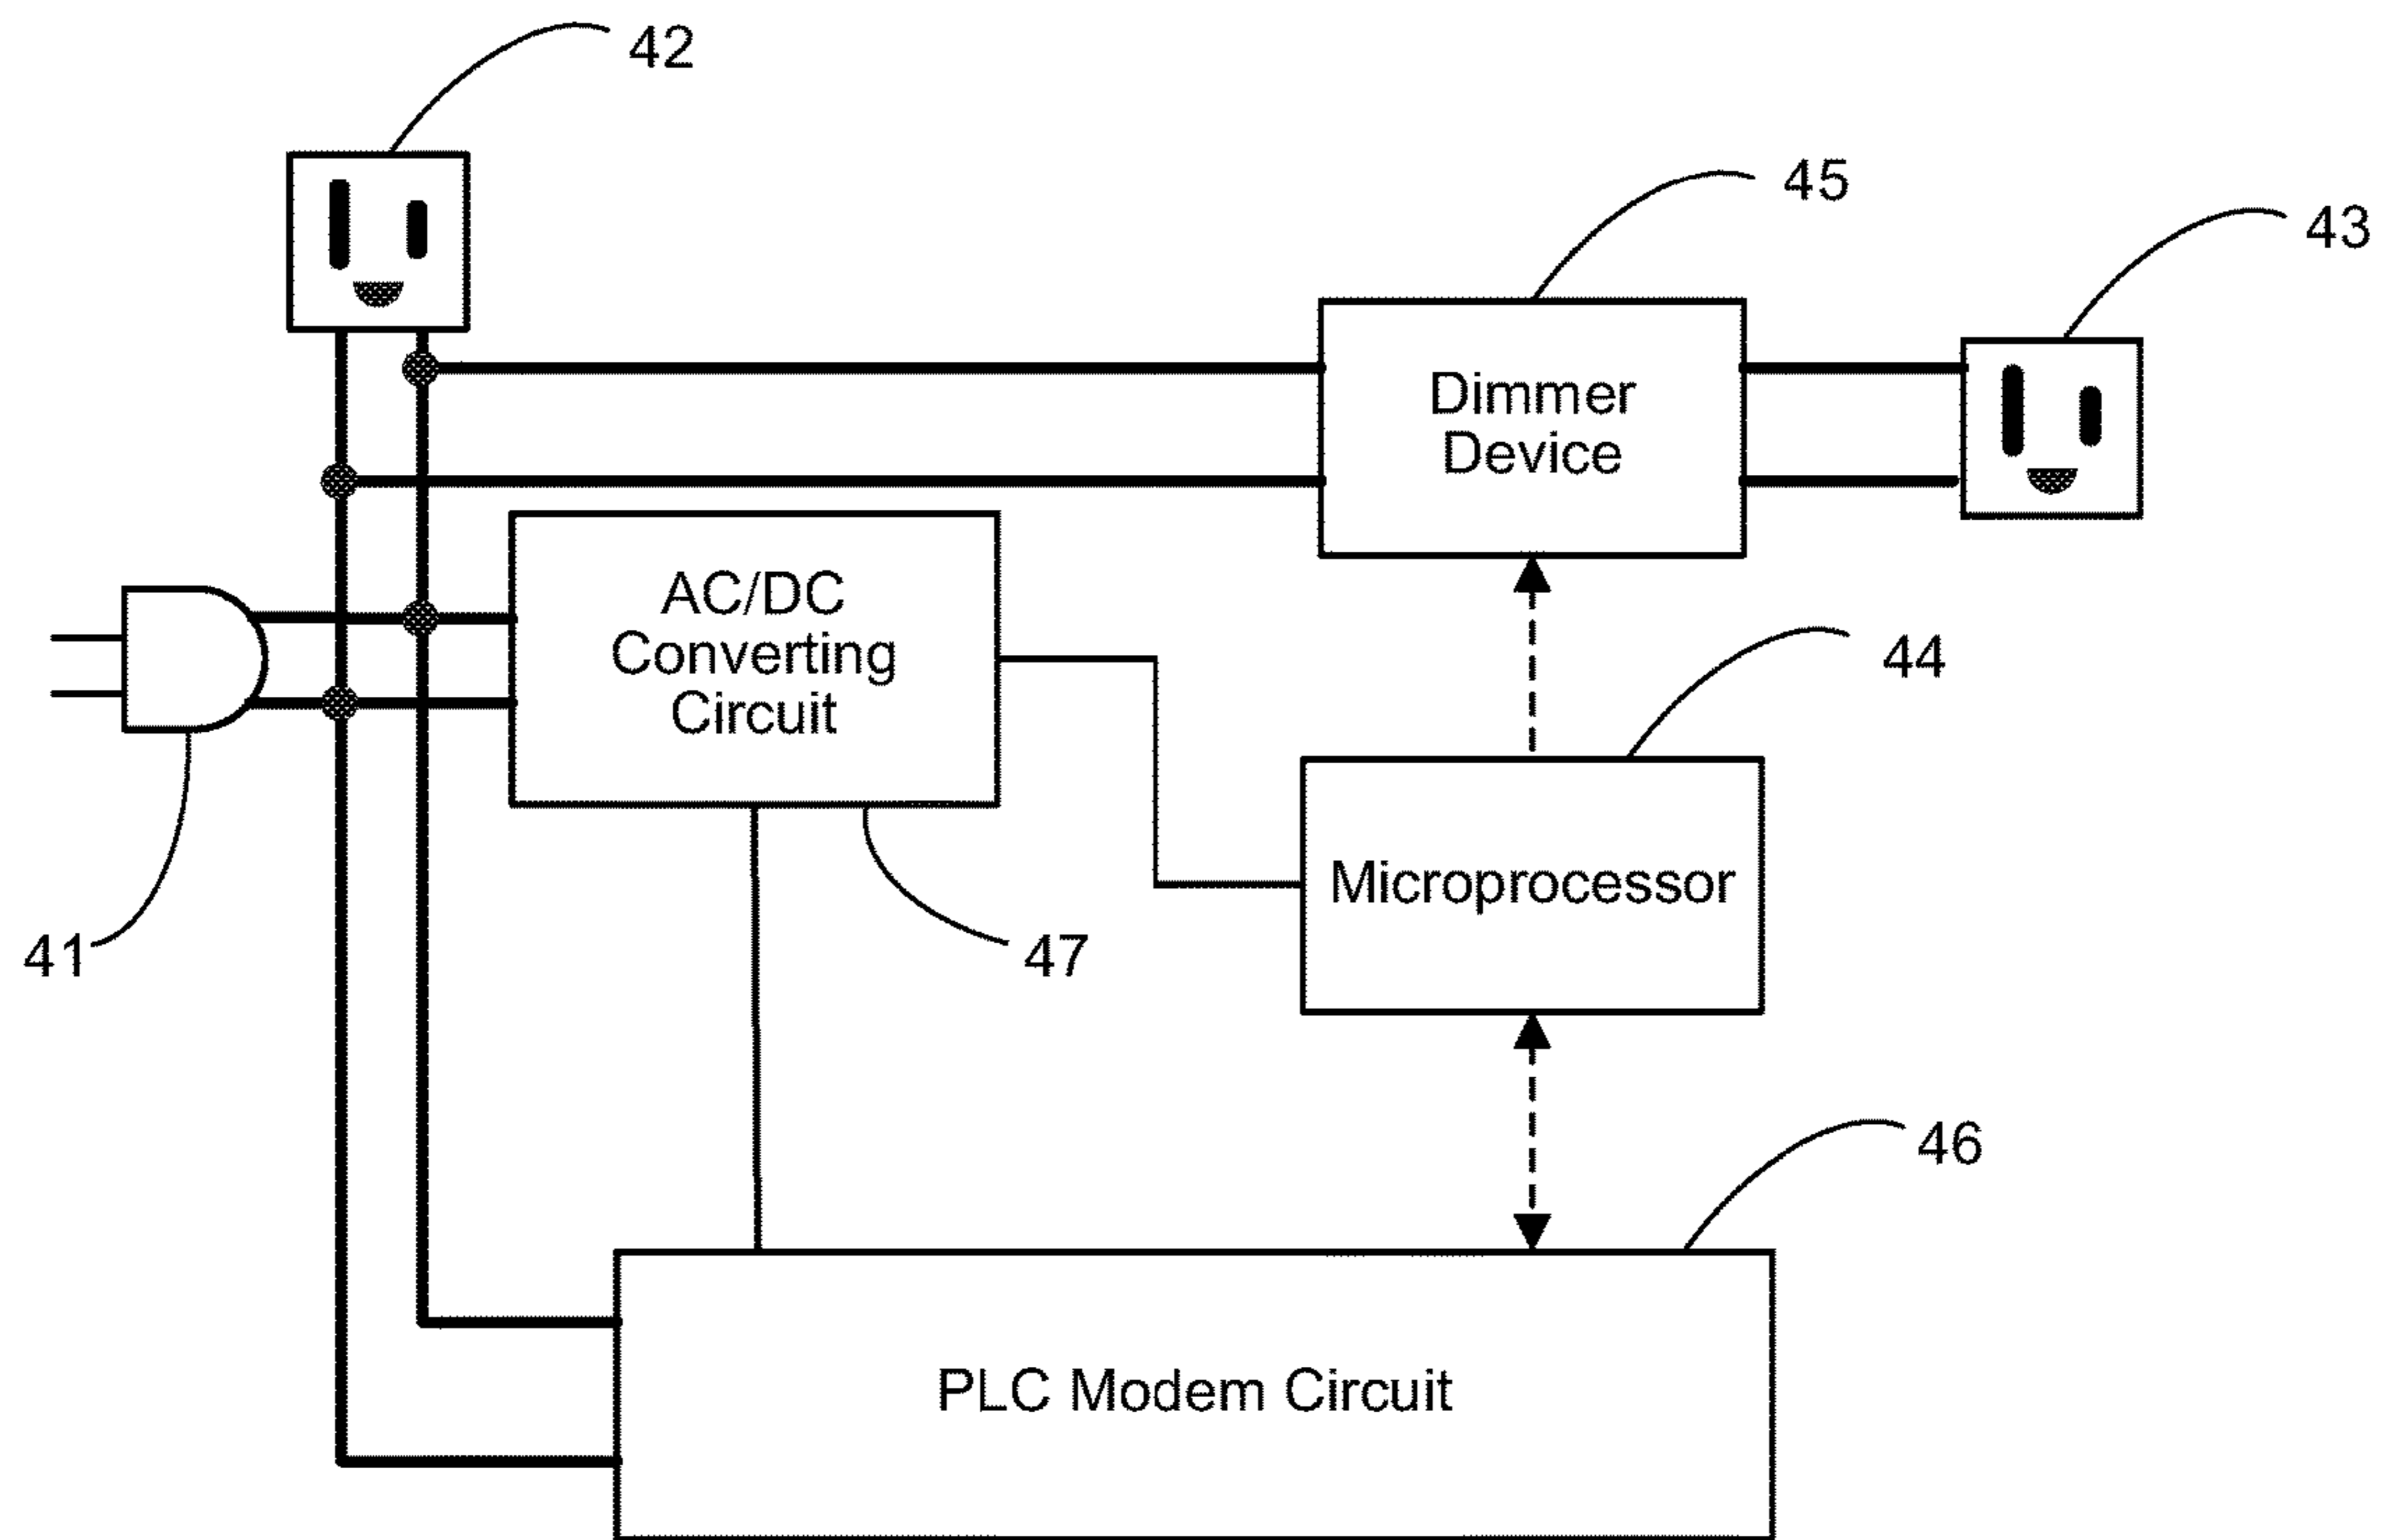 42
45
43
Dimmer
Device
AC/DC
Converting
Circuit
44
Microprocessor
41
47
46
PLC Modem Circuit